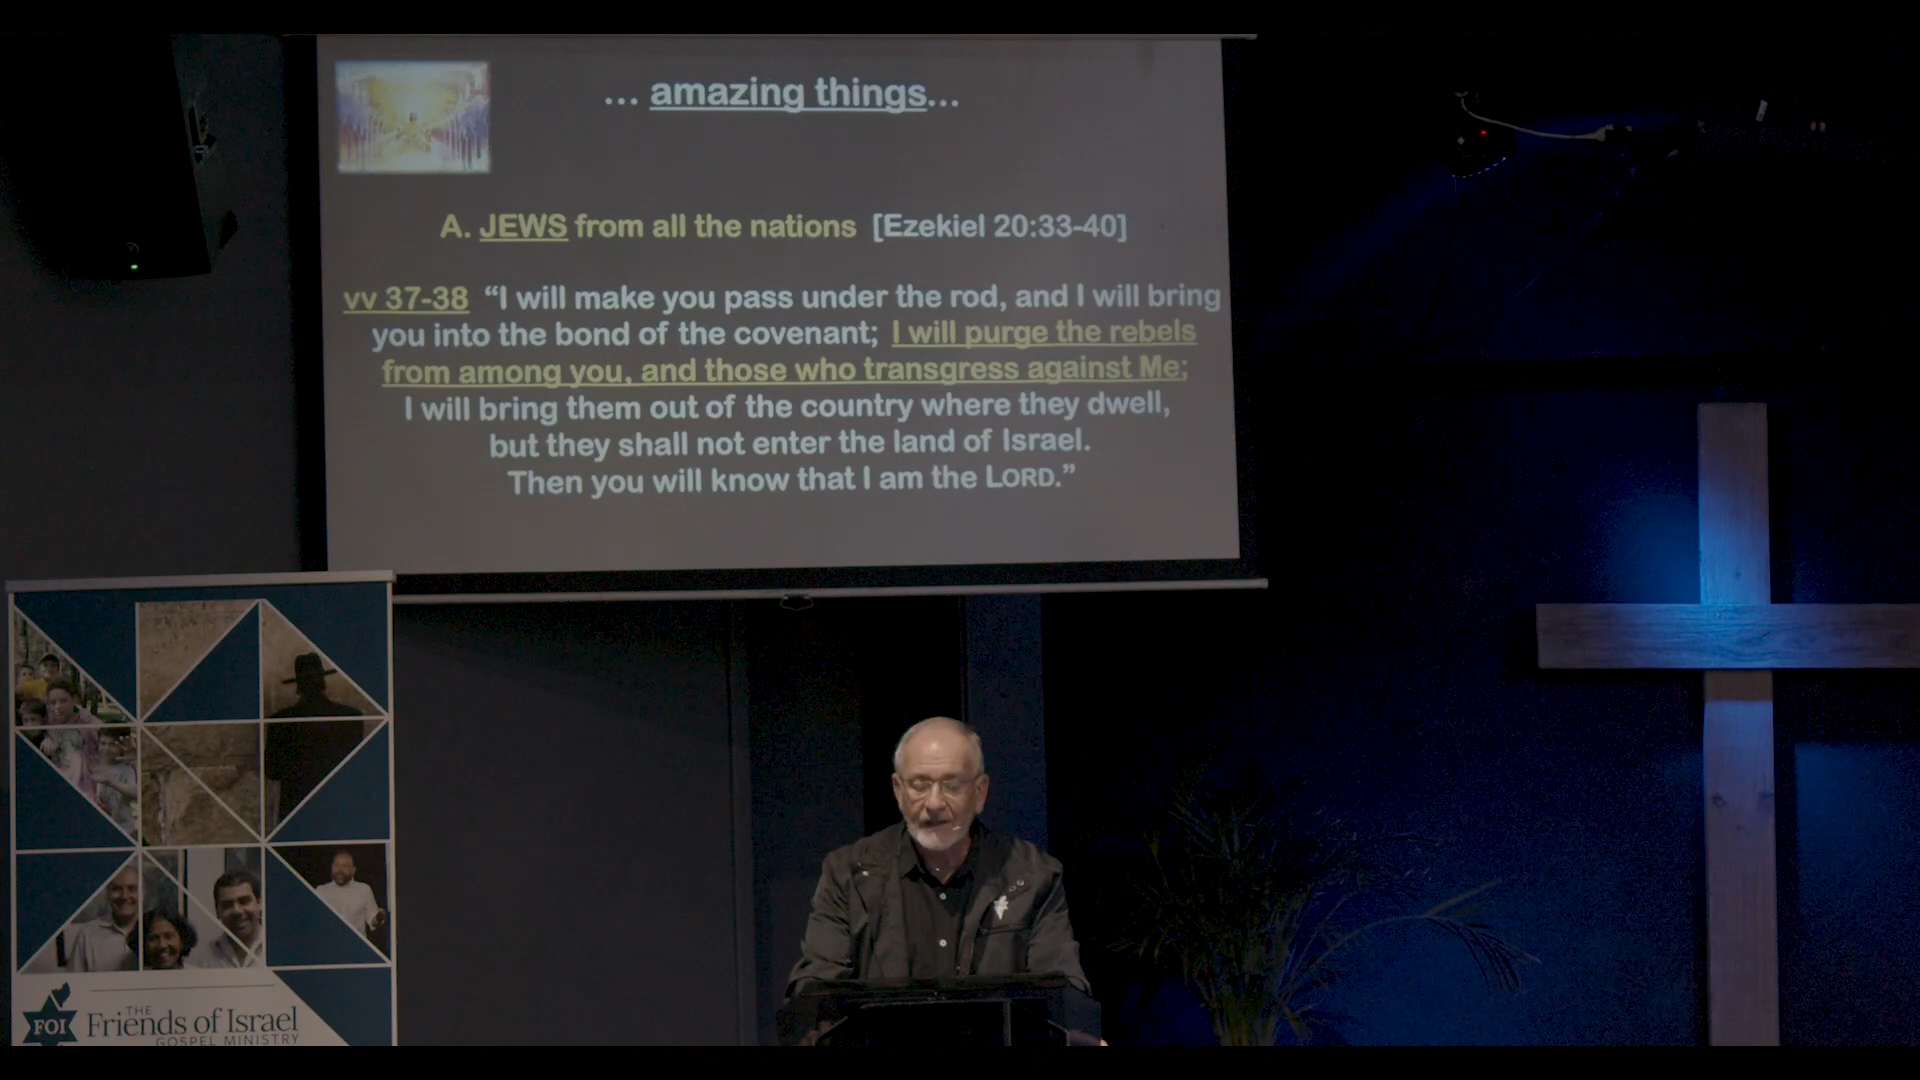 ... amazing things...
A. JEWS from all the nations [Ezekiel 20:33-40]
vv 37-38 “I will make you pass under the rod, and I will bring
you into the bond of the covenant; I will purge the rebels
from among you, and those who transgress against Me;
I will bring them out of the country where they dwell,
but they shall not enter the land of Israel.
Then you will know that I am the LORD.”
FOI
THE
Friends of Israel
GOSPEL MINISTRY